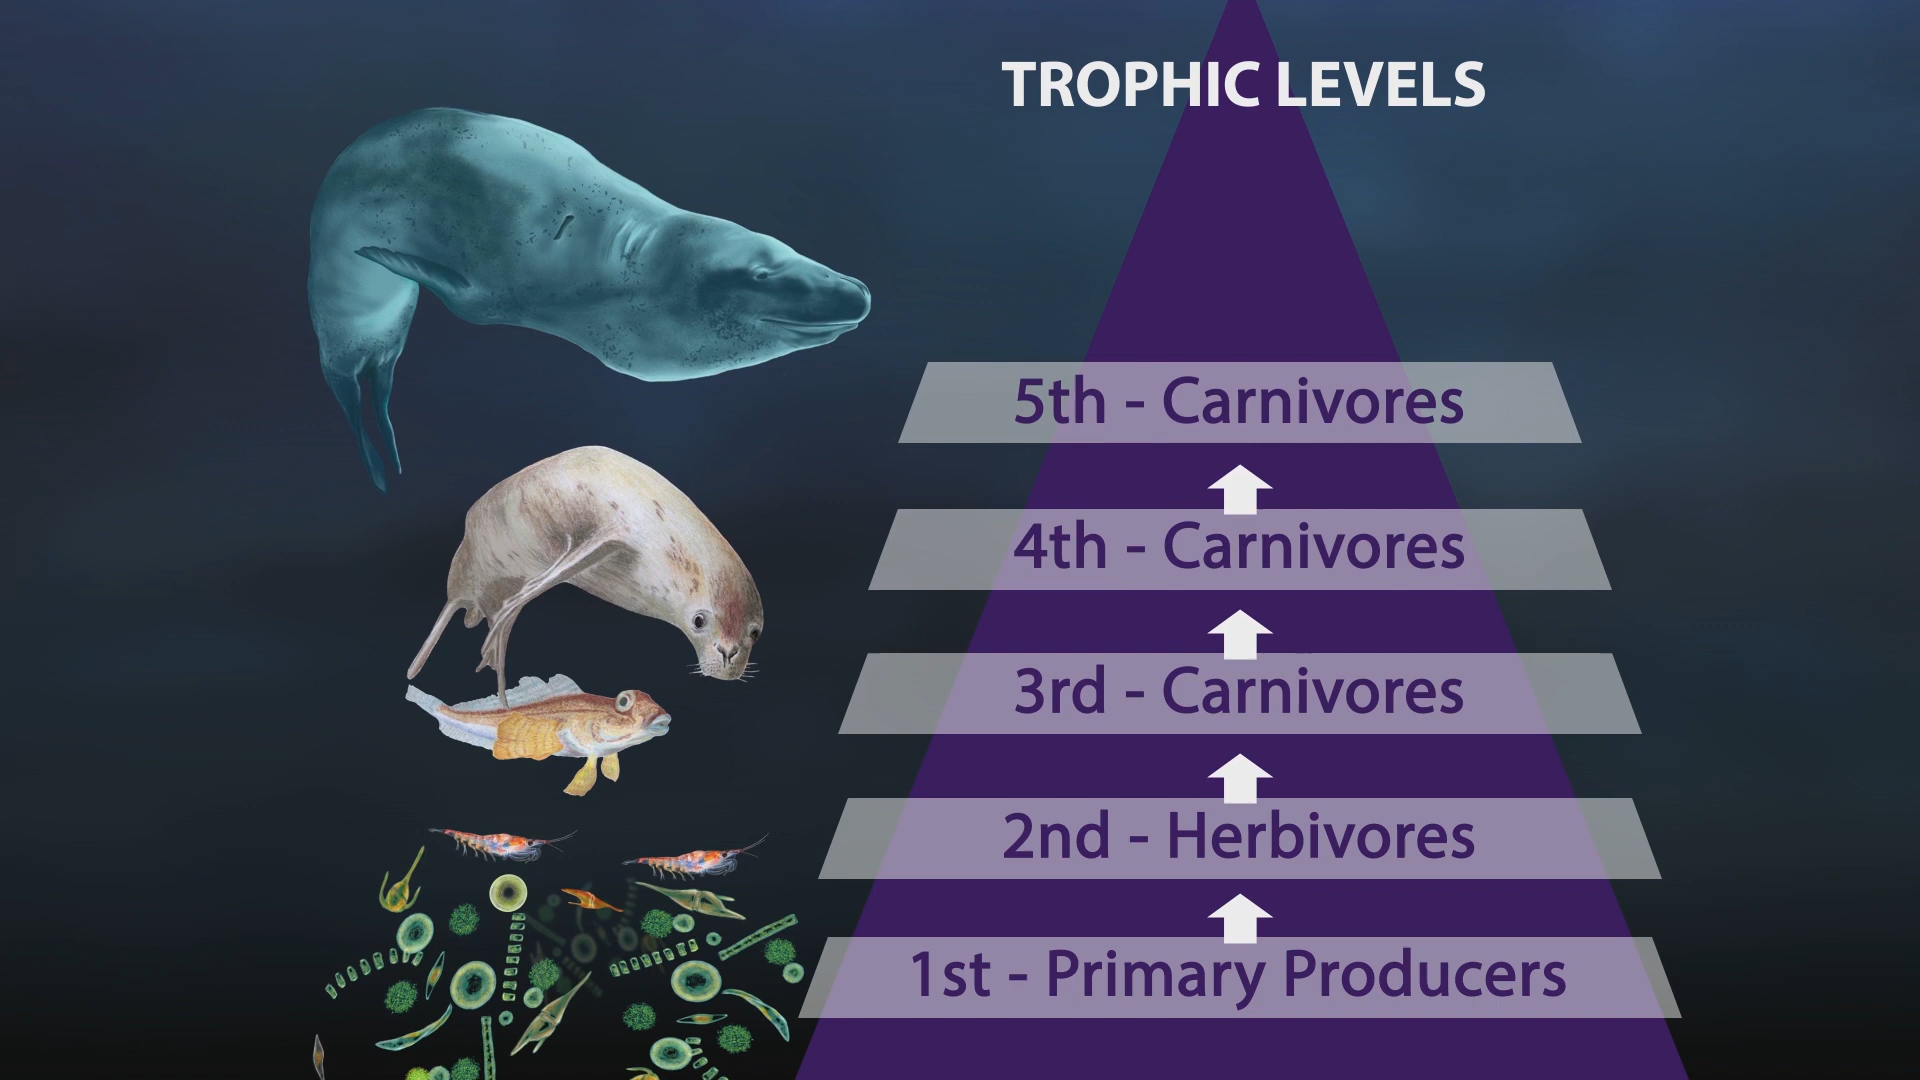 TROPHIC LEVELS
5th - Carnivores
4th - Carnivores
3rd - Carnivores
2nd - Herbivores
1st - Primary Producers